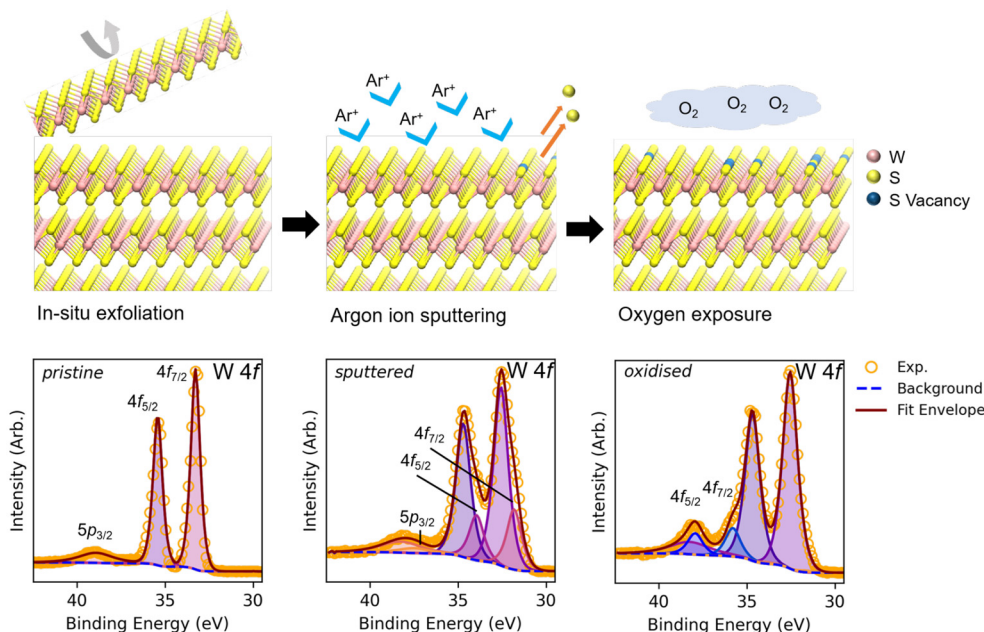 Ar⁺
Ar⁺
Ar⁺
Ar⁺
Ar⁺
O₂
O₂
O₂
W
S
S Vacancy
In-situ exfoliation
Argon ion sputtering
Oxygen exposure
pristine
4f₇/₂
W 4f
4f₅/₂
5p₃/₂
Intensity (Arb.)
40
35
30
Binding Energy (eV)
sputtered
W 4f
4f₇/₂
4f₅/₂
5p₃/₂
Intensity (Arb.)
40
35
30
Binding Energy (eV)
oxidised
W 4f
4f₅/₂
4f₇/₂
Intensity (Arb.)
40
35
30
Binding Energy (eV)
Exp.
Background
Fit Envelope